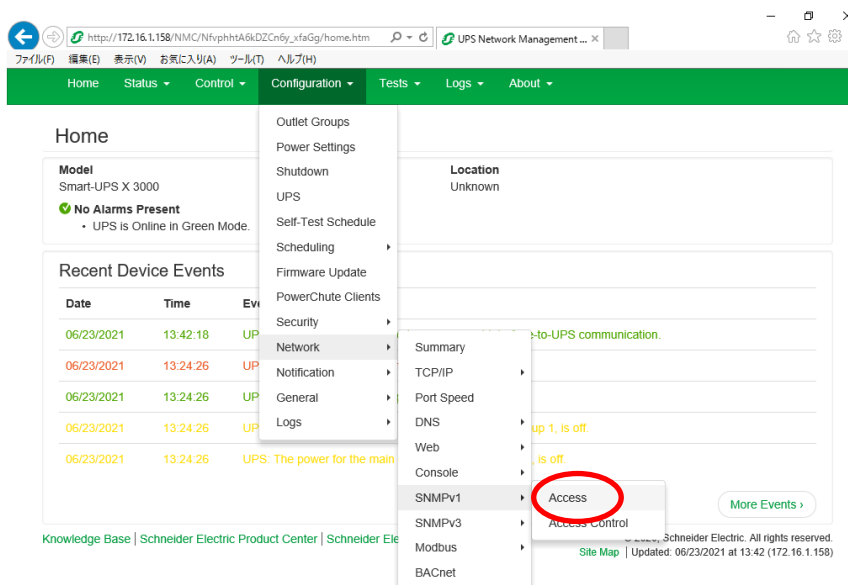 http://172.16.1.158/NMC/NfvphhtA6kDZCn6y_xfaGg/home.htm
UPS Network Management ...
ファイル(F) 編集(E) 表示(V) お気に入り(A) ツール(T) ヘルプ(H)
Home Status Control Configuration Tests Logs About
Outlet Groups
Power Settings
Shutdown
UPS
Self-Test Schedule
Scheduling
Firmware Update
PowerChute Clients
Security
Network
Notification
General
Logs
Summary
TCP/IP
Port Speed
DNS
Web
Console
SNMPv1
SNMPv3
Modbus
BACnet
Access
Access Control
Home
Model
Smart-UPS X 3000
Location
Unknown
No Alarms Present
• UPS is Online in Green Mode.
Recent Device Events
Date Time
06/23/2021 13:42:18 UP
-to-UPS communication.
06/23/2021 13:24:26 UP
06/23/2021 13:24:26 UP
06/23/2021 13:24:26
up 1, is off.
06/23/2021 13:24:26 UPS: The power for the main
is off.
More Events ›
Knowledge Base | Schneider Electric Product Center | Schneider
Schneider Electric. All rights reserved.
Site Map | Updated: 06/23/2021 at 13:42 (172.16.1.158)